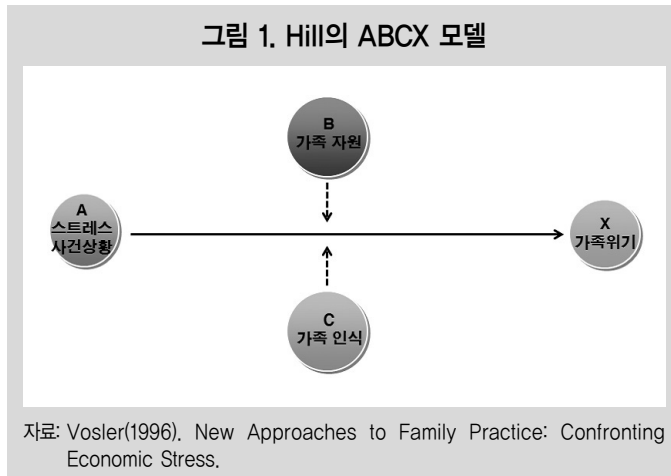 그림 1. Hill의 ABCX 모델
B
가족 자원
A
스트레스
사건상황
X
가족위기
C
가족 인식
자료: Vosler(1996). New Approaches to Family Practice: Confronting
Economic Stress.